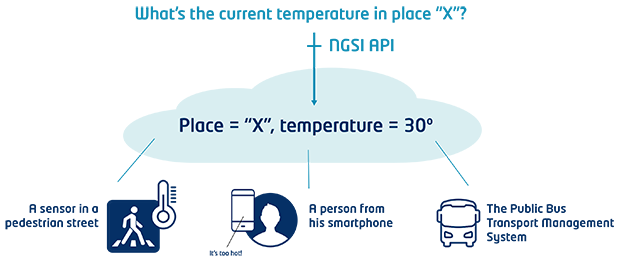 What's the current temperature in place "X"?
NGSI API
Place = "X", temperature = 30º
A sensor in a
pedestrian street
It's too hot!
A person from
his smartphone
The Public Bus
Transport Management
System